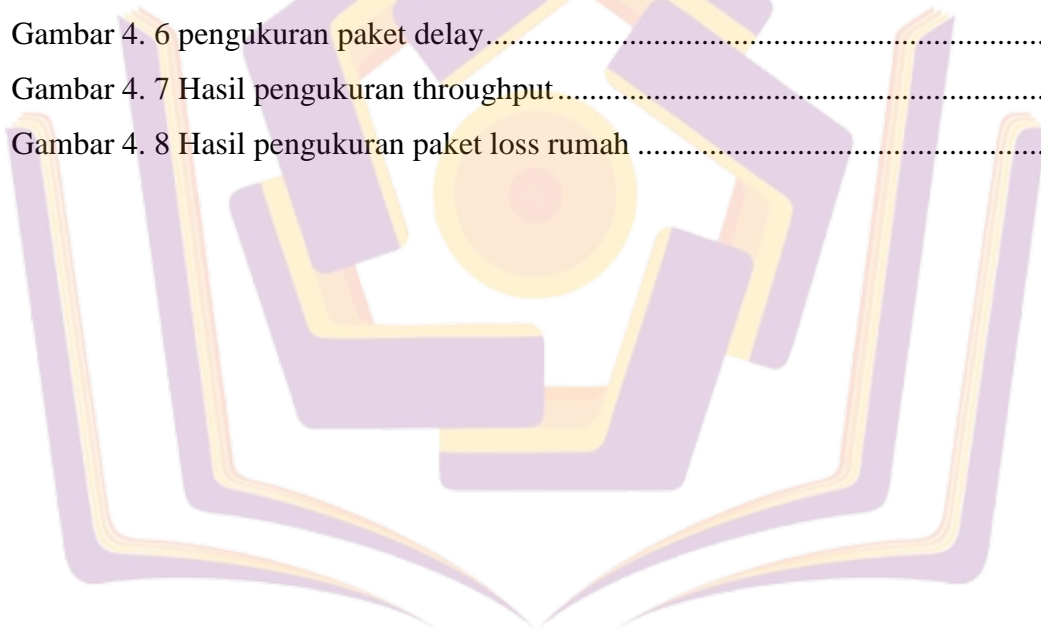 Gambar 4. 6 pengukuran paket delay......................................................................
Gambar 4. 7 Hasil pengukuran throughput.............................................................
Gambar 4. 8 Hasil pengukuran paket loss rumah ...................................................